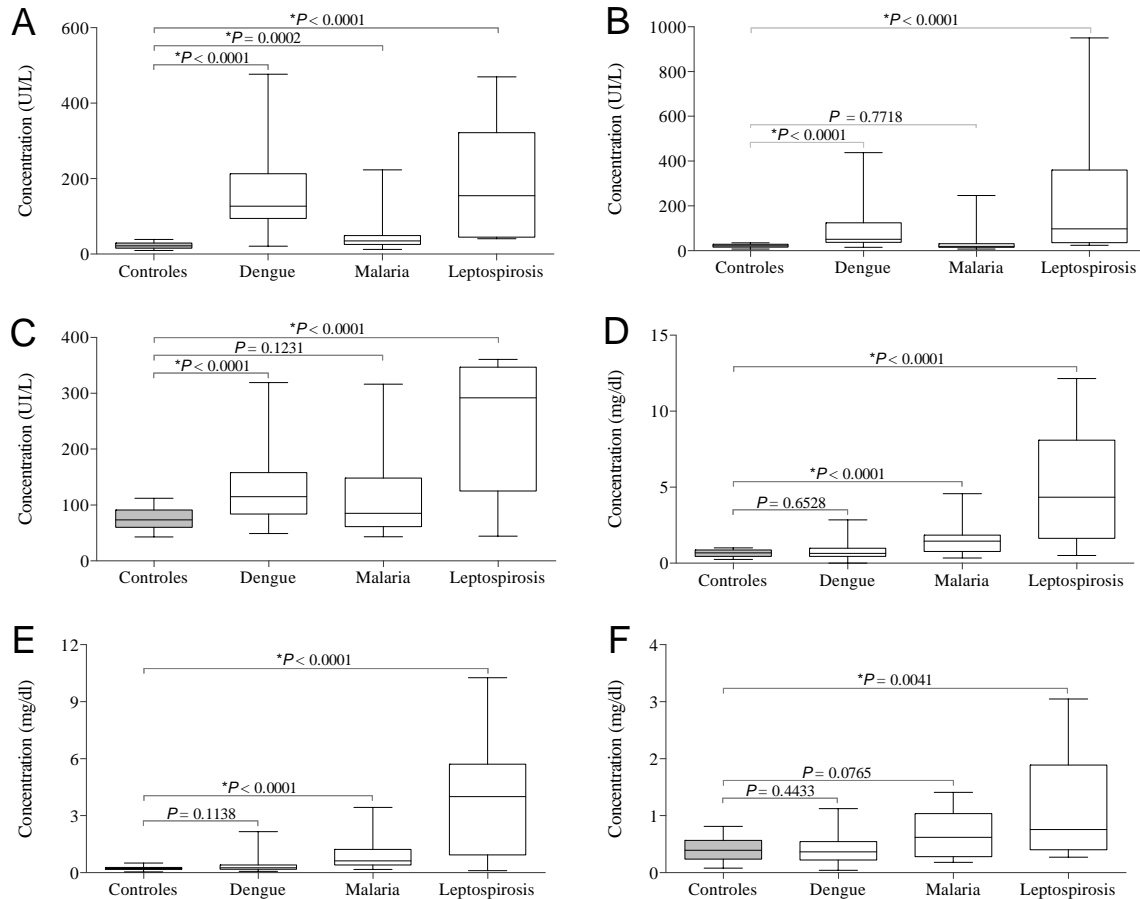 A
Concentration (UI/L)
600
400
200
0
*P < 0.0001
*P = 0.0002
*P < 0.0001
Controles Dengue Malaria Leptospirosis
B
Concentration (UI/L)
1000
800
600
400
200
0
*P < 0.0001
P = 0.7718
*P < 0.0001
Controles Dengue Malaria Leptospirosis
C
Concentration (UI/L)
400
300
200
100
0
*P < 0.0001
P = 0.1231
*P < 0.0001
Controles Dengue Malaria Leptospirosis
D
Concentration (mg/dl)
15
10
5
0
*P < 0.0001
*P < 0.0001
P = 0.6528
Controles Dengue Malaria Leptospirosis
E
Concentration (mg/dl)
12
9
6
3
0
*P < 0.0001
*P < 0.0001
P = 0.1138
Controles Dengue Malaria Leptospirosis
F
Concentration (mg/dl)
4
3
2
1
0
*P = 0.0041
P = 0.0765
P = 0.4433
Controles Dengue Malaria Leptospirosis